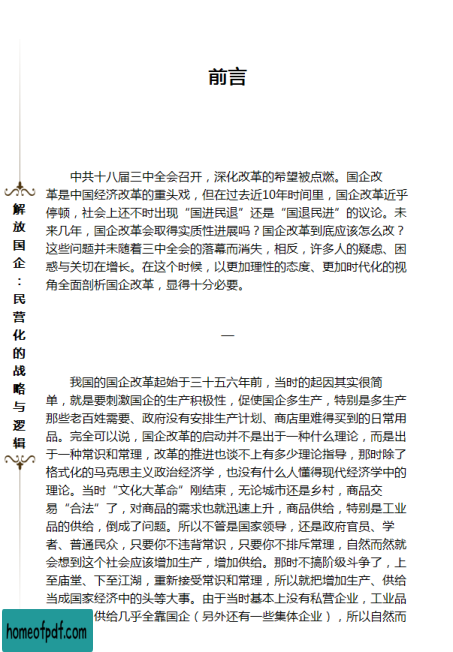 前言
中共十八届三中全会召开，深化改革的希望被点燃。国企改
革是中国经济改革的重头戏，但在过去近10年时间里，国企改革近乎
停顿，社会上还不时出现“国进民退”还是“国退民进”的议论。未
来几年，国企改革会取得实质性进展吗？国企改革到底应该怎么改？
这些问题并未随着三中全会的落幕而消失，相反，许多人的疑虑、困
惑与关切在增长。在这个时候，以更加理性的态度、更加时代化的视
角全面剖析国企改革，显得十分必要。
一
我国的国企改革起始于三十五六年前，当时的起因其实很简
单，就是要刺激国企的生产积极性，促使国企多生产，特别是多生产
那些老百姓需要、政府没有安排生产计划、商店里难得买到的日常用
品。完全可以说，国企改革的启动并不是出于一种什么理论，而是出
于一种常识和常理，改革的推进也谈不上有多少理论指导，那时除了
格式化的马克思主义政治经济学，也没有什么人懂得现代经济学中的
理论。当时“文化大革命”刚结束，无论城市还是乡村，商品交
易“合法”了，对商品的需求也就迅速上升，商品供给，特别是工业
品的供给，倒成了问题。所以不管是国家领导，还是政府官员、学
者、普通民众，只要你不违背常识，只要你不排斥常理，自然而然就
会想到这个社会应该增加生产，增加供给。那时不搞阶级斗争了，上
至庙堂、下至江湖，重新接受常识和常理，所以就把增加生产、供给
当成国家经济中的头等大事。由于当时基本上没有私营企业，工业品
供给几乎全靠国企（另外还有一些集体企业），所以自然而
解放国企：民营化的战略与逻辑
homeofpdf.com